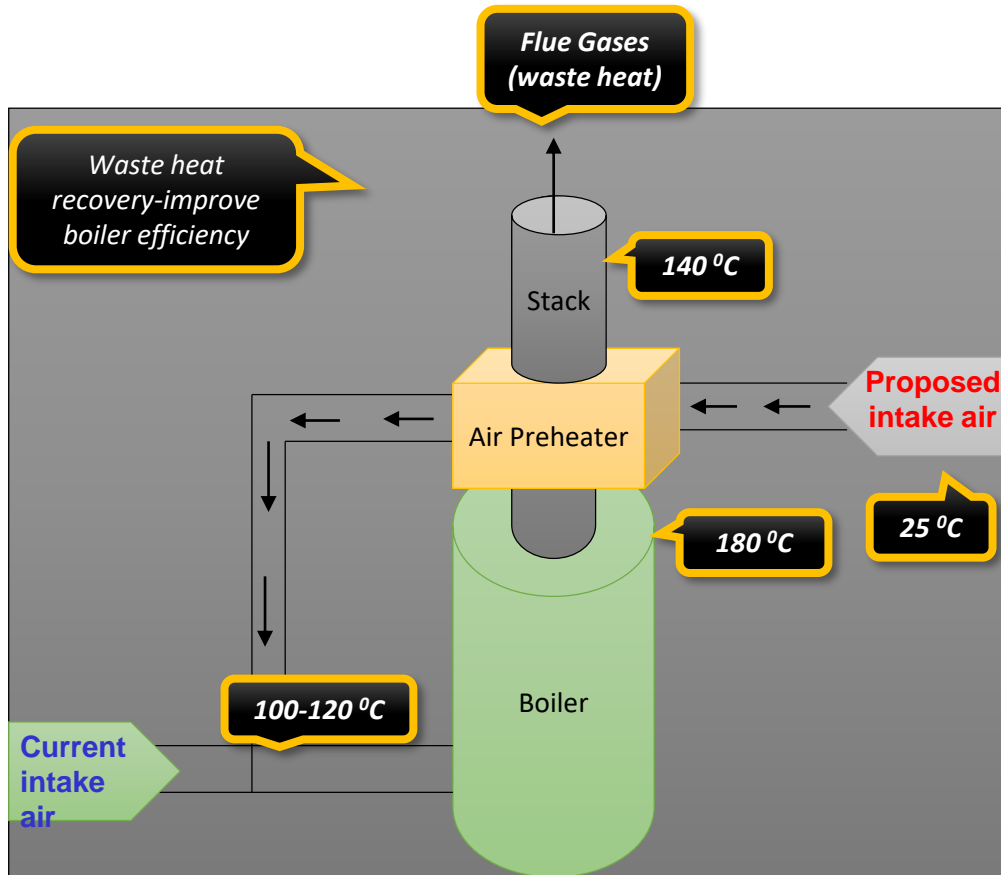 Flue Gases
(waste heat)
Waste heat
recovery-improve
boiler efficiency
140 ⁰C
Stack
Proposed
intake air
Air Preheater
25 ⁰C
180 ⁰C
Boiler
100-120 ⁰C
Current
intake
air